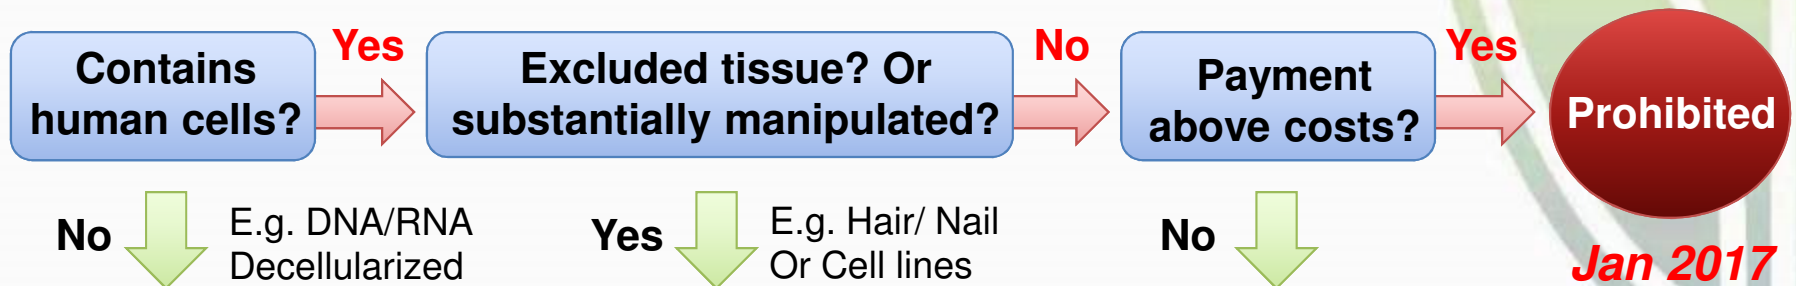 Contains
human cells?
Yes
Excluded tissue? Or
substantially manipulated?
No
Payment
above costs?
Yes
Prohibited
No
E.g. DNA/RNA
Decellularized
Yes
E.g. Hair/ Nail
Or Cell lines
No
Jan 2017